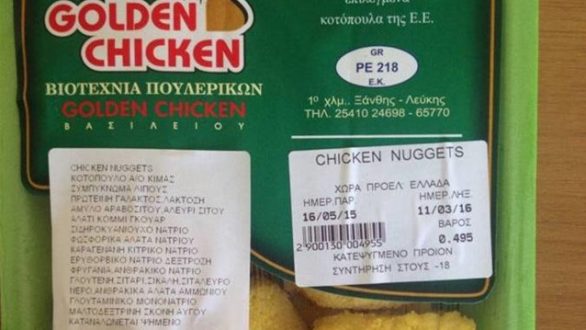 GOLDEN
CHICKEN
ΒΙΟΤΕΧΝΙΑ ΠΟΥΛΕΡΙΚΩΝ
GOLDEN CHICKEN
ΒΑΣΙΛΕΙΟΥ
κοτόπουλα της Ε.Ε.
GR
PE 218
E.K.
1ο χλμ.. Ξάνθης - Λεύκης
ΤΗΛ. 25410 24698 - 65770
CHICKEN NUGGETS
ΚΟΤΟΠΟΥΛΟ Α/Ο ΚΙΜΑΣ
ΣΥΜΠΥΚΝΩΜΑ ΛΙΠΟΥΣ
ΠΡΩΤΕΙΝΗ ΓΑΛΑΚΤΟΣ,ΛΑΚΤΟΖΗ
ΑΜΥΛΟ ΑΡΑΒΟΣΙΤΟΥ,ΑΛΕΥΡΙ ΣΙΤΟΥ
ΑΛΑΤΙ ΚΟΜΜΙ ΓΚΟΥΑΡ
ΣΙΔΗΡΟΚΥΑΝΙΟΥΧΟ ΝΑΤΡΙΟ
ΦΩΣΦΟΡΙΚΑ ΑΛΑΤΑ ΝΑΤΡΙΟΥ
ΚΑΡΑΓΕΝΑΝΗ ΚΙΤΡΙΚΟ ΝΑΤΡΙΟ
ΕΡΥΘΟΡΒΙΚΟ ΝΑΤΡΙΟ ΔΕΞΤΡΟΖΗ
ΦΡΥΓΑΝΙΑ,ΑΝΘΡΑΚΙΚΟ ΝΑΤΡΙΟ
ΓΛΟΥΤΕΝΗ,ΣΙΤΑΡΙ,ΣΙΚΑΛΗ,ΣΙΤΑΛΕΥΡΟ
ΝΕΡΟ,ΑΝΘΡΑΚΙΚΑ ΑΛΑΤΑ ΑΜΜΩΝΙΟΥ
ΓΛΟΥΤΑΜΙΝΙΚΟ ΜΟΝΟΝΑΤΡΙΟ
ΜΑΛΤΟΔΕΞΤΡΙΝΗ ΣΚΟΝΗ ΑΥΓΟΥ
ΚΑΤΑΝΑΛΩΝΕΤΑΙ ΨΗΜΕΝΟ
CHICKEN NUGGETS
ΧΩΡΑ ΠΡΟΕΛ' ΕΛΛΑΔΑ
ΗΜΕΡ.ΠΑΡ. ΗΜΕΡ.ΛΗΞ
16/05/15 11/03/16
ΒΑΡΟΣ
0.495
2 900130 004955
ΚΑΤΕΨΥΓΜΕΝΟ ΠΡΟΙΟΝ
ΣΥΝΤΗΡΗΣΗ ΣΤΟΥΣ -18